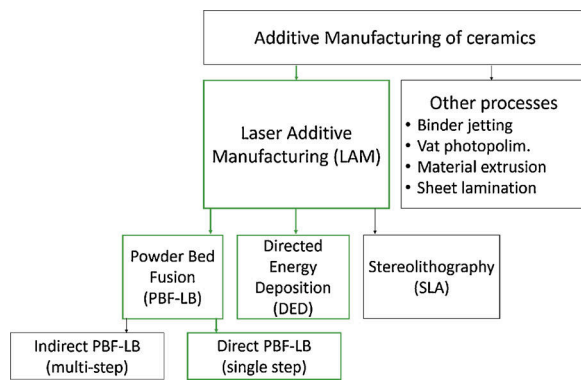 Additive Manufacturing of ceramics
Laser Additive
Manufacturing (LAM)
Other processes
• Binder jetting
• Vat photopolim.
• Material extrusion
• Sheet lamination
Powder Bed
Fusion
(PBF-LB)
Directed
Energy
Deposition
(DED)
Stereolithography
(SLA)
Indirect PBF-LB
(multi-step)
Direct PBF-LB
(single step)